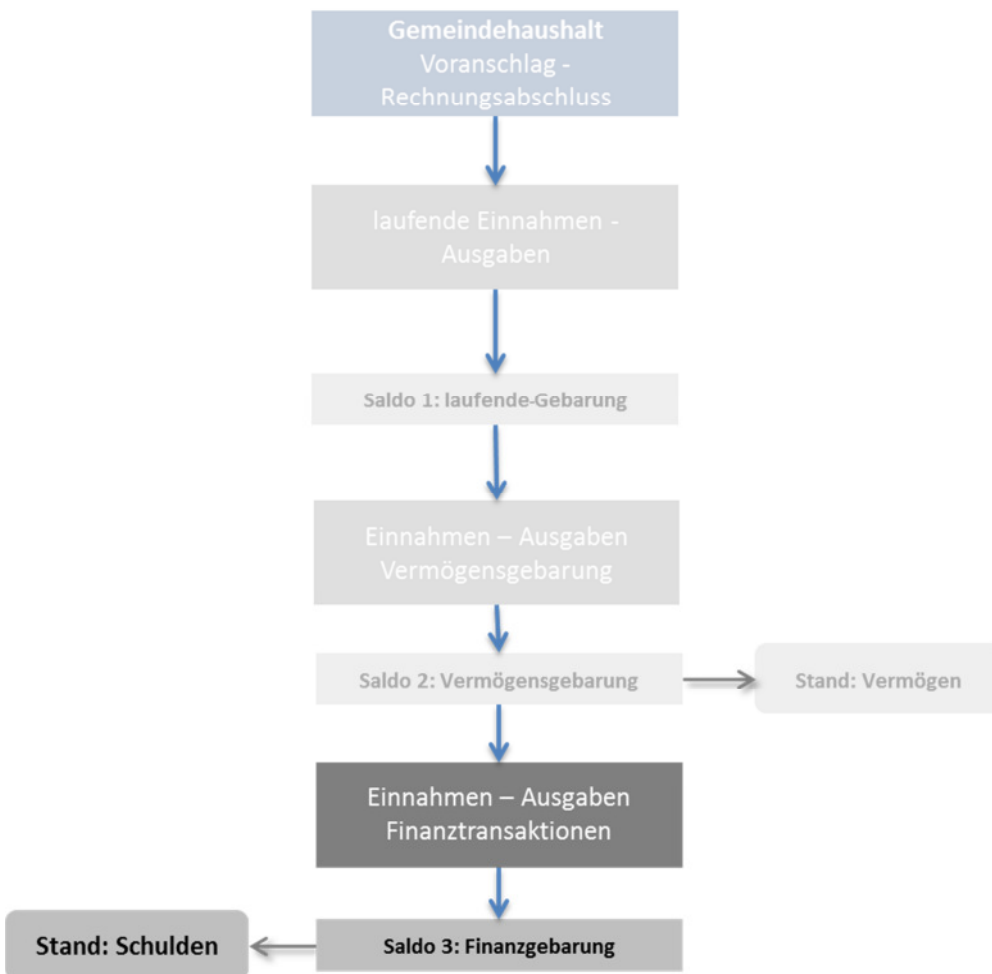 Gemeindehaushalt
Voranschlag -
Rechnungsabschluss
laufende Einnahmen -
Ausgaben
Saldo 1: laufende-Gebarung
Einnahmen – Ausgaben
Vermögensgebarung
Saldo 2: Vermögensgebarung
Stand: Vermögen
Einnahmen – Ausgaben
Finanztransaktionen
Stand: Schulden
Saldo 3: Finanzgebarung